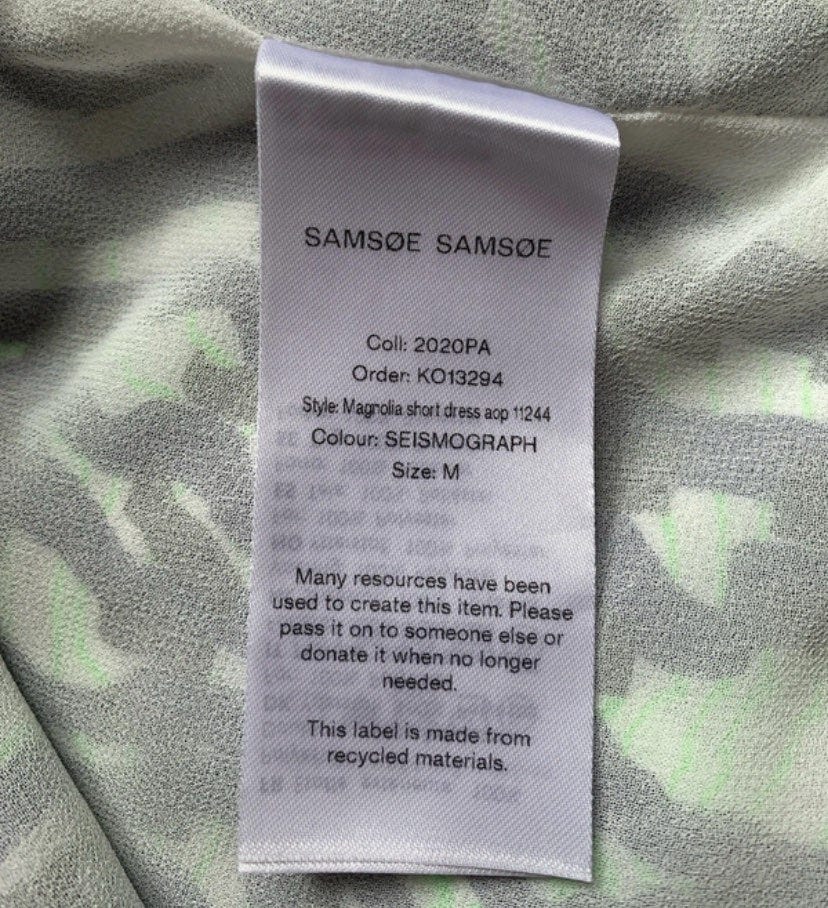 SAMSØE SAMSØE
Coll: 2020PA
Order: KO13294
Style: Magnolia short dress aop 11244
Colour: SEISMOGRAPH
Size: M
Many resources have been
used to create this item. Please
pass it on to someone else or
donate it when no longer
needed.
This label is made from
recycled materials.